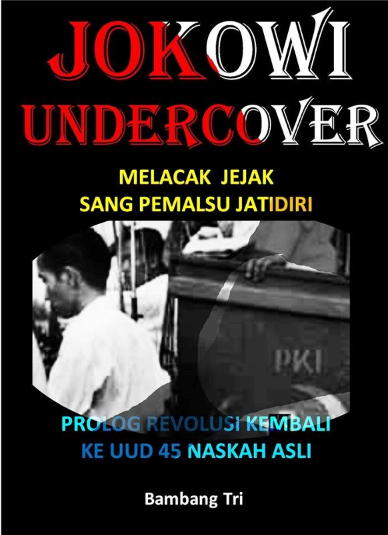 JOKOWI
UNDERCOVER
MELACAK JEJAK
SANG PEMALSU JATIDIRI
PKI
PROLOG REVOLUSI KEMBALI
KE UUD 45 NASKAH ASLI
Bambang Tri